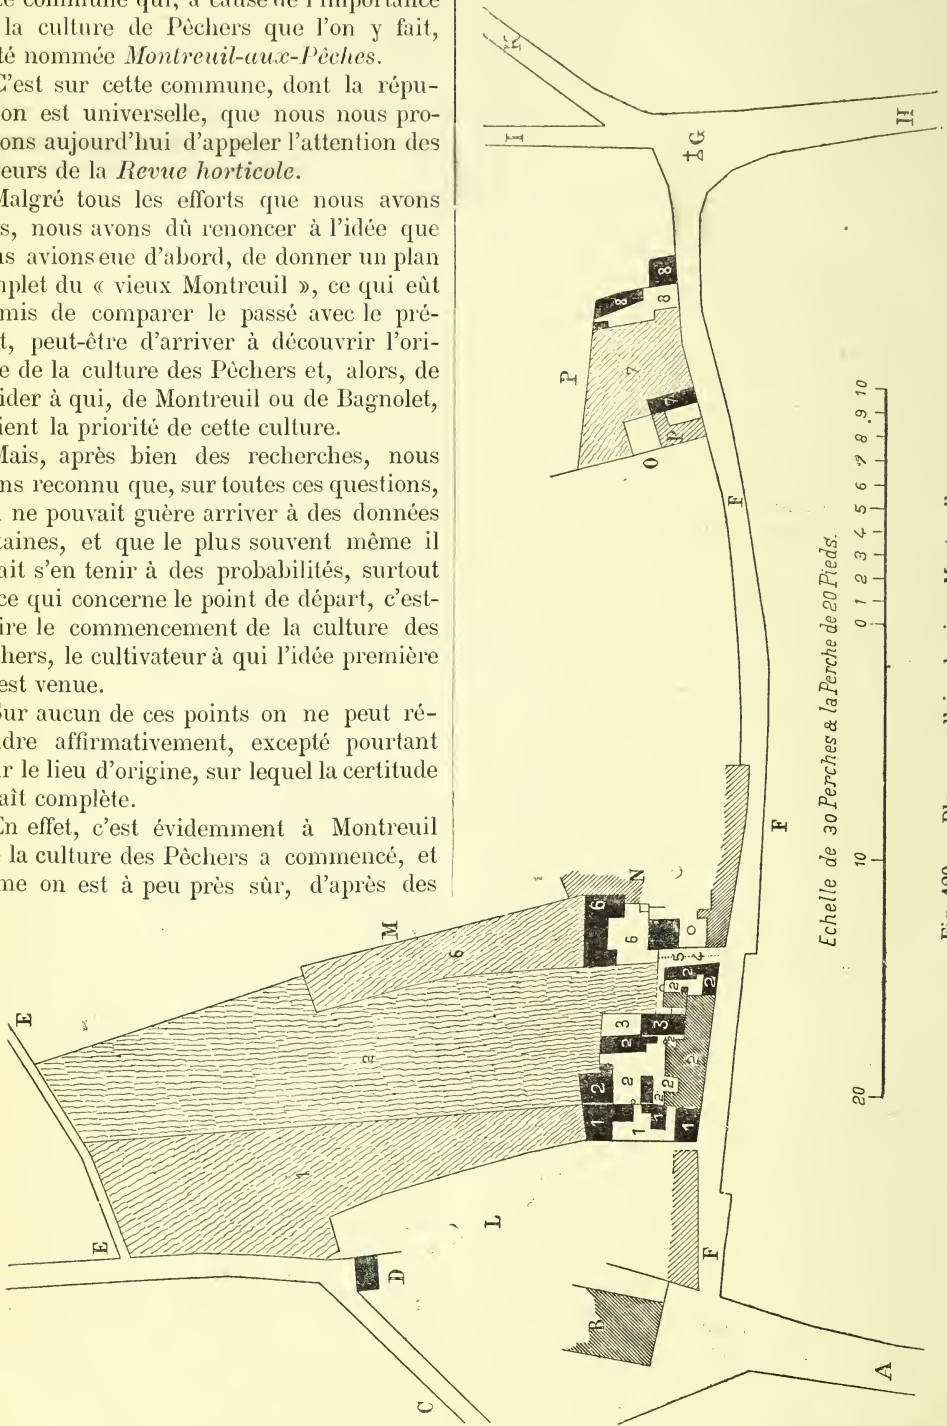 commune qui, à cause de l'importance
la culture de Pêchers que l'on y fait,
té nommée Montreuil-aux-Pêches.
C'est sur cette commune, dont la répu-
on est universelle, que nous nous pro-
ons aujourd'hui d'appeler l'attention des
eurs de la Revue horticole.
Malgré tous les efforts que nous avons
s, nous avons dû renoncer à l'idée que
is avions eue d'abord, de donner un plan
nplet du « vieux Montreuil », ce qui eût
mis de comparer le passé avec le pré-
t, peut-être d'arriver à découvrir l'ori-
e de la culture des Pêchers et, alors, de
ider à qui, de Montreuil ou de Bagnolet,
ient la priorité de cette culture.
Mais, après bien des recherches, nous
ns reconnu que, sur toutes ces questions,
ne pouvait guère arriver à des données
taines, et que le plus souvent même il
ait s'en tenir à des probabilités, surtout
ce qui concerne le point de départ, c'est-
ire le commencement de la culture des
hers, le cultivateur à qui l'idée première
est venue.
Sur aucun de ces points on ne peut ré-
dre affirmativement, excepté pourtant
r le lieu d'origine, sur lequel la certitude
aît complète.
En effet, c'est évidemment à Montreuil
la culture des Pêchers a commencé, et
me on est à peu près sûr, d'après des
K
I
G
H
8
8
8
P
7
7
P
O
F
F
F
N
M
6
6
6
5
4
E
E
2
2
2
2
2
2
2
2
2
3
3
1
1
1
1
1
L
D
B
C
A
Echelle de 30 Perches à la Perche de 20 Pieds.
20 10 0 1 2 3 4 5 6 7 8 9 10